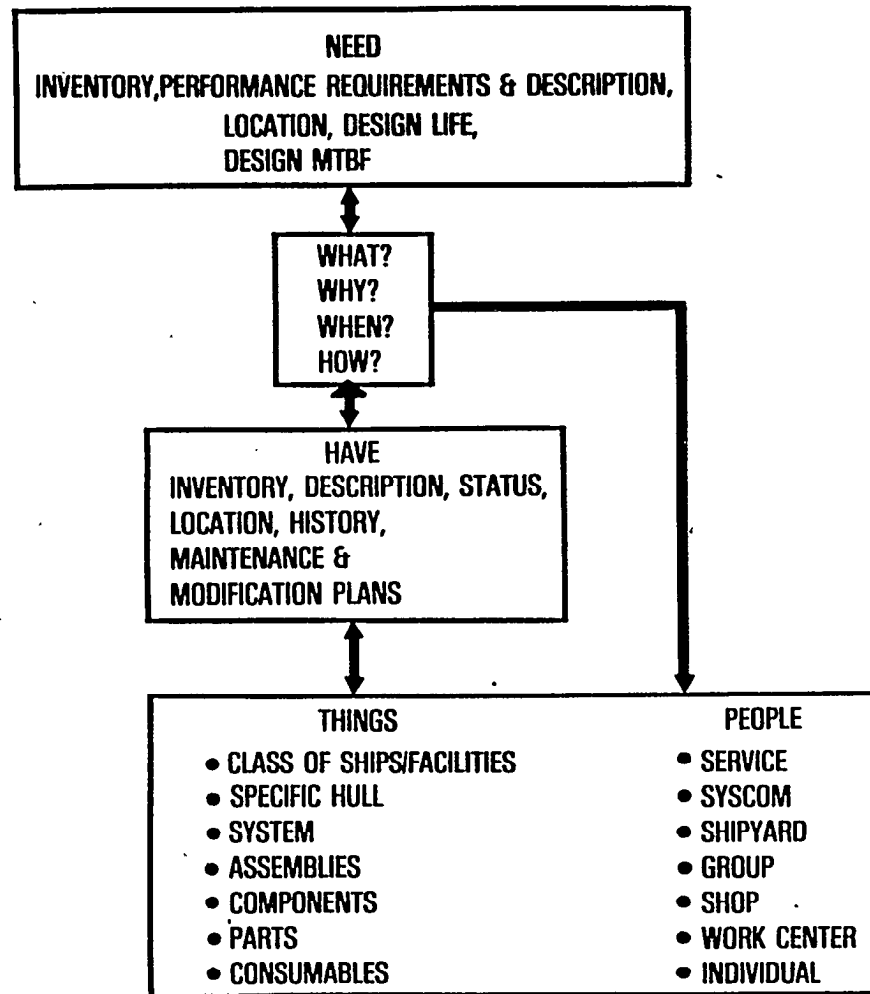 NEED
INVENTORY,PERFORMANCE REQUIREMENTS & DESCRIPTION,
LOCATION, DESIGN LIFE,
DESIGN MTBF
WHAT?
WHY?
WHEN?
HOW?
HAVE
INVENTORY, DESCRIPTION, STATUS,
LOCATION, HISTORY,
MAINTENANCE &
MODIFICATION PLANS
THINGS
• CLASS OF SHIPS/FACILITIES
• SPECIFIC HULL
• SYSTEM
• ASSEMBLIES
• COMPONENTS
• PARTS
• CONSUMABLES
PEOPLE
• SERVICE
• SYSCOM
• SHIPYARD
• GROUP
• SHOP
• WORK CENTER
• INDIVIDUAL